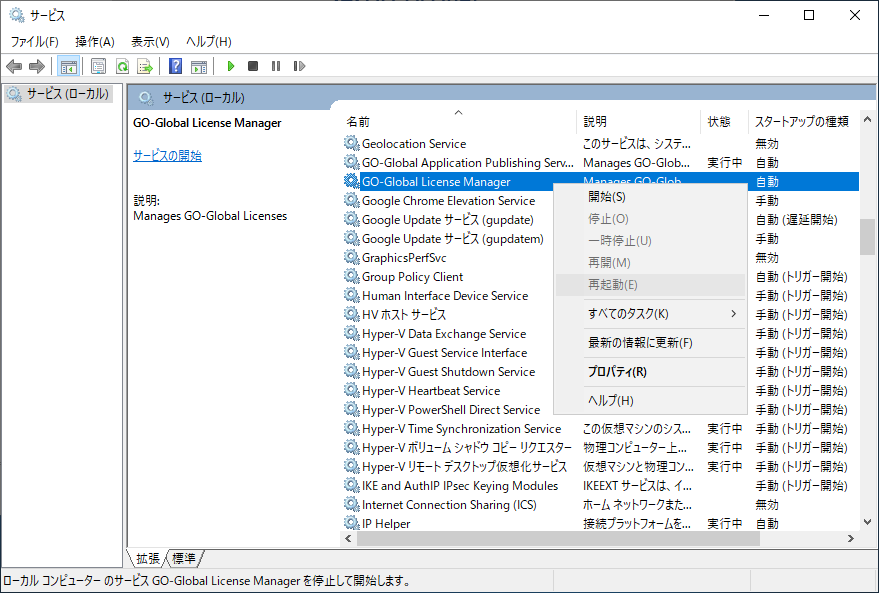 サービス
ファイル(F) 操作(A) 表示(V) ヘルプ(H)
サービス (ローカル)
サービス (ローカル)
GO-Global License Manager
サービスの開始
説明:
Manages GO-Global Licenses
名前 説明 状態 スタートアップの種類
Geolocation Service このサービスは、システ... 無効
GO-Global Application Publishing Serv... Manages GO-Glob... 実行中 自動
GO-Global License Manager Manages GO-Glob... 自動
Google Chrome Elevation Service 手動
Google Update サービス (gupdate) 自動 (遅延開始)
Google Update サービス (gupdatem) 手動
GraphicsPerfSvc 無効
Group Policy Client 自動 (トリガー開始)
Human Interface Device Service 手動 (トリガー開始)
HV ホスト サービス 手動 (トリガー開始)
Hyper-V Data Exchange Service 手動 (トリガー開始)
Hyper-V Guest Service Interface 手動 (トリガー開始)
Hyper-V Guest Shutdown Service 手動 (トリガー開始)
Hyper-V Heartbeat Service 手動 (トリガー開始)
Hyper-V PowerShell Direct Service 手動 (トリガー開始)
Hyper-V Time Synchronization Service この仮想マシンのシス... 実行中 手動 (トリガー開始)
Hyper-V ボリューム シャドウ コピー リクエスター 物理コンピューター上... 実行中 手動 (トリガー開始)
Hyper-V リモート デスクトップ仮想化サービス 仮想マシンと物理コン... 実行中 手動 (トリガー開始)
IKE and AuthIP IPsec Keying Modules IKEEXT サービスは、イ... 手動 (トリガー開始)
Internet Connection Sharing (ICS) ホーム ネットワークまた... 無効
IP Helper 接続プラットフォームを... 実行中 自動
開始(S)
停止(O)
一時停止(U)
再開(M)
再起動(E)
すべてのタスク(K)
最新の情報に更新(F)
プロパティ(R)
ヘルプ(H)
拡張 標準
ローカル コンピューター のサービス GO-Global License Manager を停止して開始します。